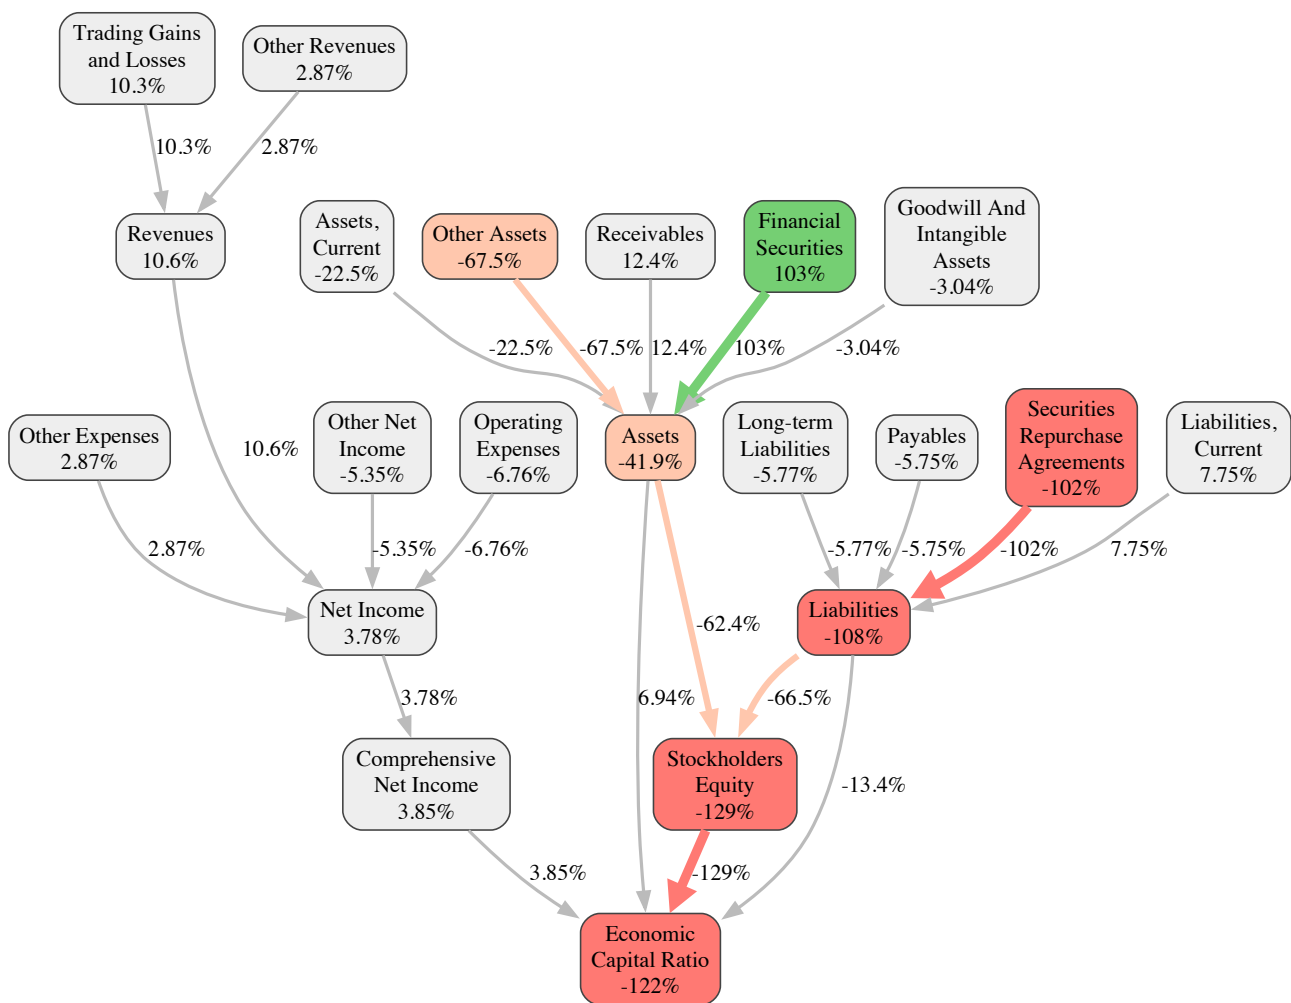 Trading Gains
and Losses
10.3%
Other Revenues
2.87%
10.3%
2.87%
Revenues
10.6%
Assets,
Current
-22.5%
Other Assets
-67.5%
Receivables
12.4%
Financial
Securities
103%
Goodwill And
Intangible
Assets
-3.04%
-22.5%
-67.5%
12.4%
103%
-3.04%
Other Expenses
2.87%
10.6%
Other Net
Income
-5.35%
Operating
Expenses
-6.76%
Assets
-41.9%
Long-term
Liabilities
-5.77%
Payables
-5.75%
Securities
Repurchase
Agreements
-102%
Liabilities,
Current
7.75%
2.87%
-5.35%
-6.76%
-5.77%
-5.75%
-102%
7.75%
Net Income
3.78%
-62.4%
Liabilities
-108%
3.78%
6.94%
-66.5%
Comprehensive
Net Income
3.85%
Stockholders
Equity
-129%
-13.4%
3.85%
-129%
Economic
Capital Ratio
-122%